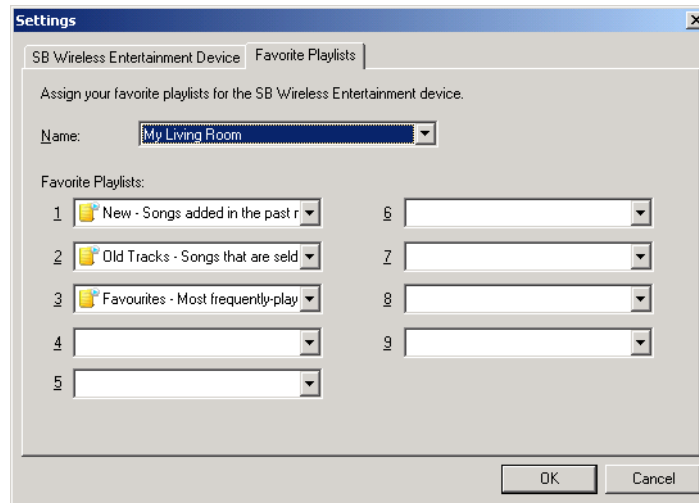 Settings
SB Wireless Entertainment Device Favorite Playlists
Assign your favorite playlists for the SB Wireless Entertainment device.
Name: My Living Room
Favorite Playlists:
1 New - Songs added in the past r 6
2 Old Tracks - Songs that are seld 7
3 Favourites - Most frequently-play 8
4 9
5
OK Cancel